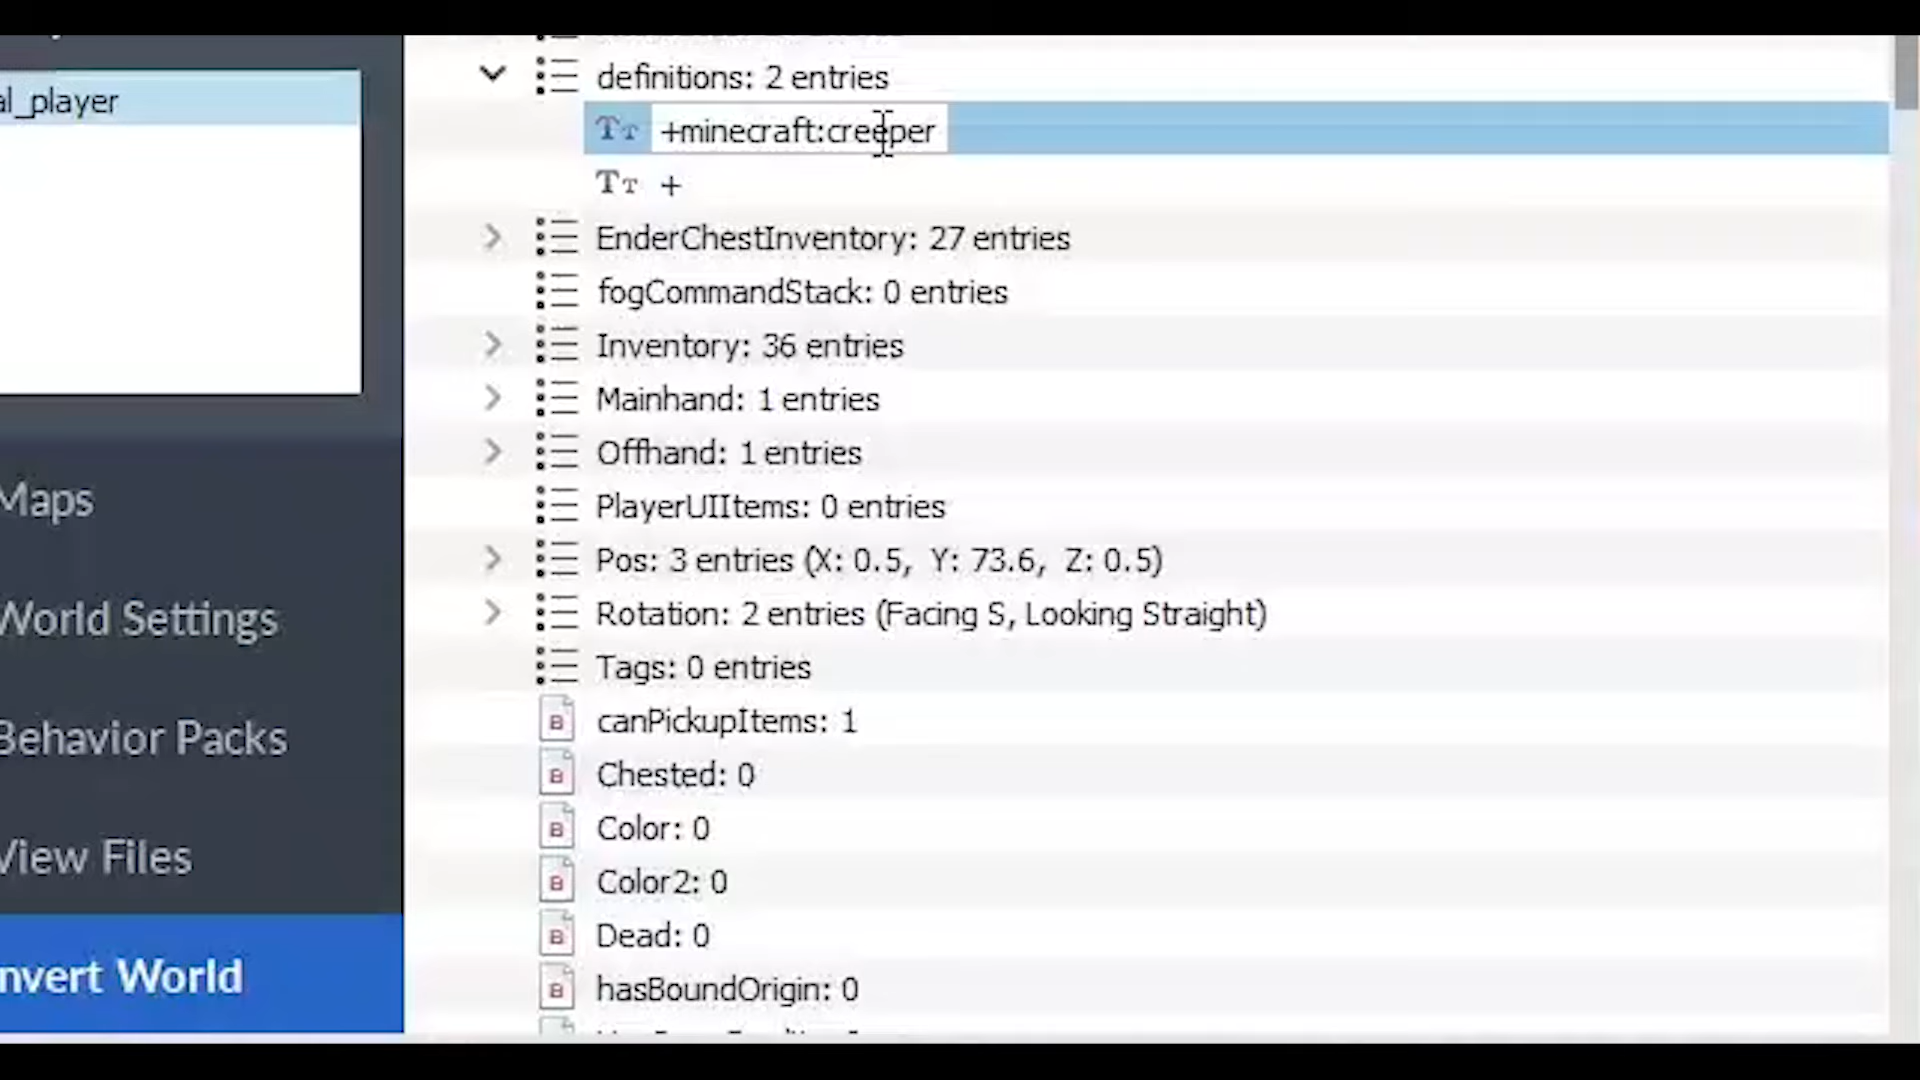 al_player
Maps
World Settings
Behavior Packs
View Files
nvert World
definitions: 2 entries
+minecraft:creeper
+
EnderChestInventory: 27 entries
fogCommandStack: 0 entries
Inventory: 36 entries
Mainhand: 1 entries
Offhand: 1 entries
PlayerUIItems: 0 entries
Pos: 3 entries (X: 0.5, Y: 73.6, Z: 0.5)
Rotation: 2 entries (Facing S, Looking Straight)
Tags: 0 entries
canPickupItems: 1
Chested: 0
Color: 0
Color2: 0
Dead: 0
hasBoundOrigin: 0